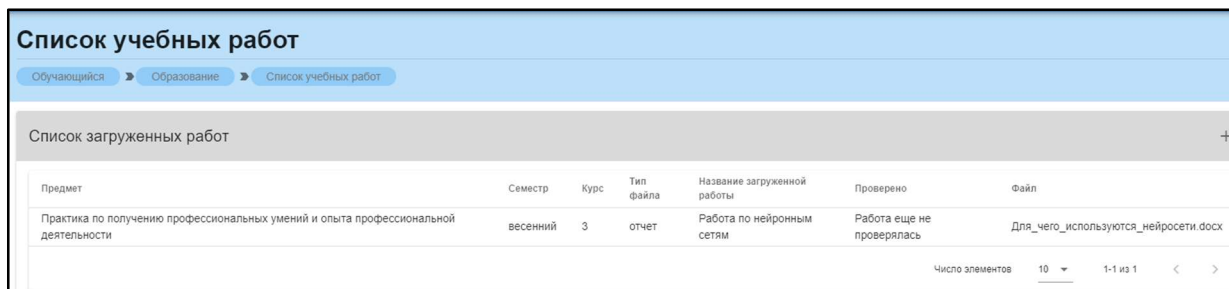 Список учебных работ
Обучающийся Образование Список учебных работ
Список загруженных работ +
Предмет Семестр Курс Тип файла Название загруженной работы Проверено Файл
Практика по получению профессиональных умений и опыта профессиональной деятельности весенний 3 отчет Работа по нейронным сетям Работа еще не проверялась Для_чего_используются_нейросети.docx
Число элементов 10 1-1 из 1